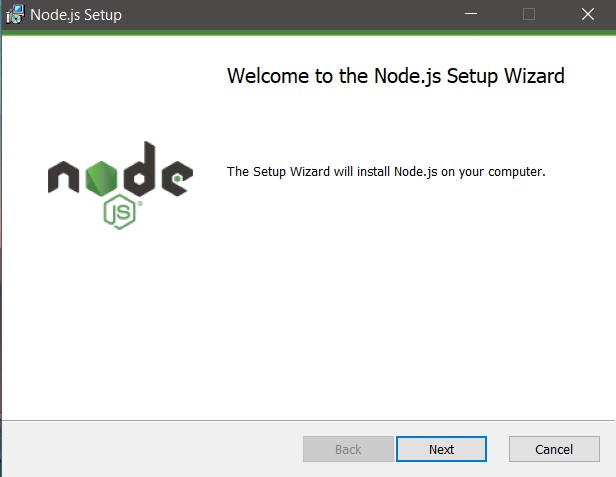 Node.js Setup
Welcome to the Node.js Setup Wizard
node
JS®
The Setup Wizard will install Node.js on your computer.
Back
Next
Cancel